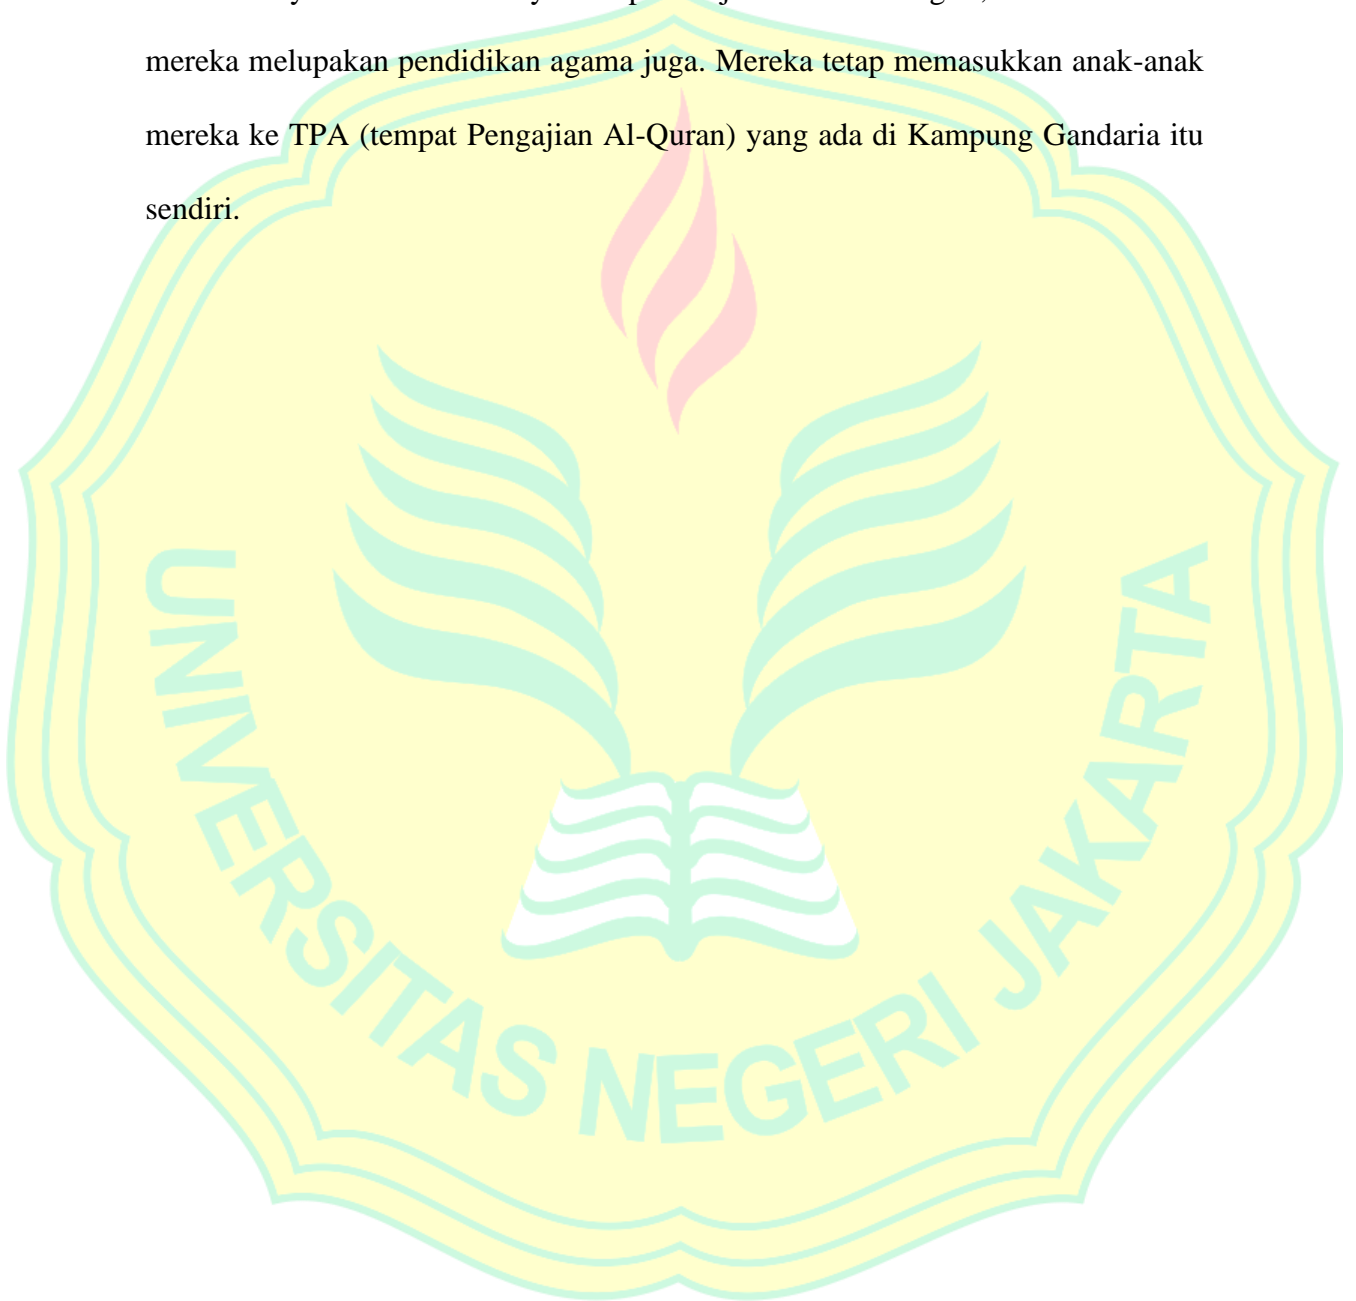 mereka melupakan pendidikan agama juga. Mereka tetap memasukkan anak-anak
mereka ke TPA (tempat Pengajian Al-Quran) yang ada di Kampung Gandaria itu
sendiri.
UNIVERSITAS NEGERI JAKARTA